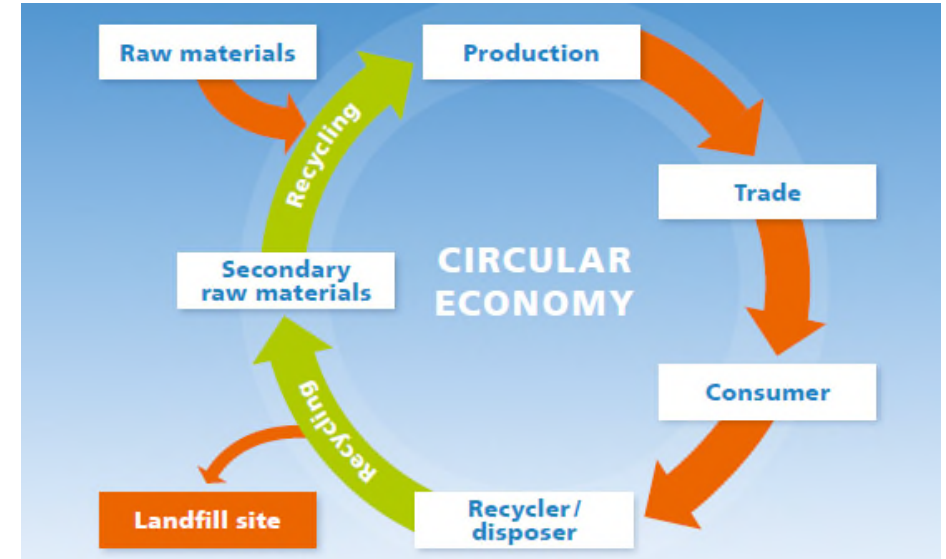 Raw materials
Production
Recycling
Trade
Secondary
raw materials
CIRCULAR
ECONOMY
Consumer
Recycling
Landfill site
Recycler/
disposer